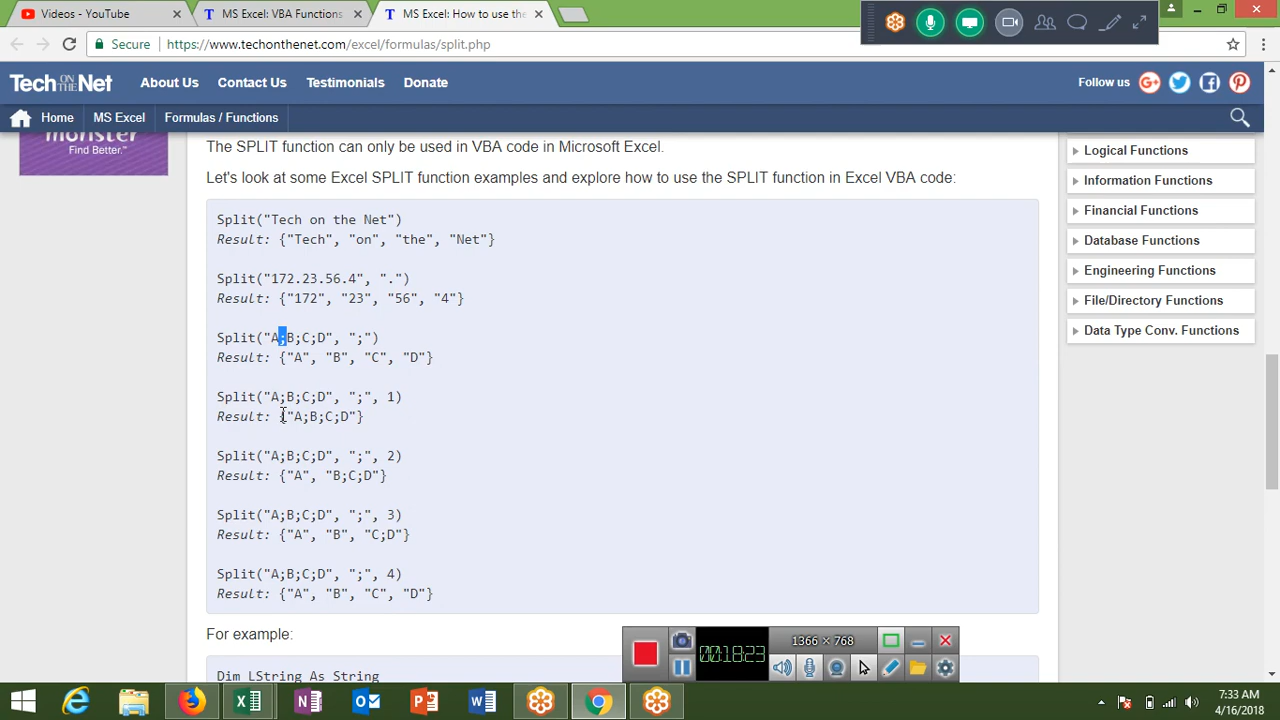 Videos - YouTube
MS Excel: VBA Functions
MS Excel: How to use the
Secure
https://www.techonthenet.com/excel/formulas/split.php
Tech ON THE Net
About Us
Contact Us
Testimonials
Donate
Follow us
Home
MS Excel
Formulas / Functions
monster
Find Better.™
The SPLIT function can only be used in VBA code in Microsoft Excel.
Let's look at some Excel SPLIT function examples and explore how to use the SPLIT function in Excel VBA code:
Split("Tech on the Net")
Result: {"Tech", "on", "the", "Net"}
Split("172.23.56.4", ".")
Result: {"172", "23", "56", "4"}
Split("A;B;C;D", ";")
Result: {"A", "B", "C", "D"}
Split("A;B;C;D", ";", 1)
Result: {"A;B;C;D"}
Split("A;B;C;D", ";", 2)
Result: {"A", "B;C;D"}
Split("A;B;C;D", ";", 3)
Result: {"A", "B", "C;D"}
Split("A;B;C;D", ";", 4)
Result: {"A", "B", "C", "D"}
For example:
Dim LString As String
Logical Functions
Information Functions
Financial Functions
Database Functions
Engineering Functions
File/Directory Functions
Data Type Conv. Functions
00:18:23
1366 × 768
7:33 AM
4/16/2018